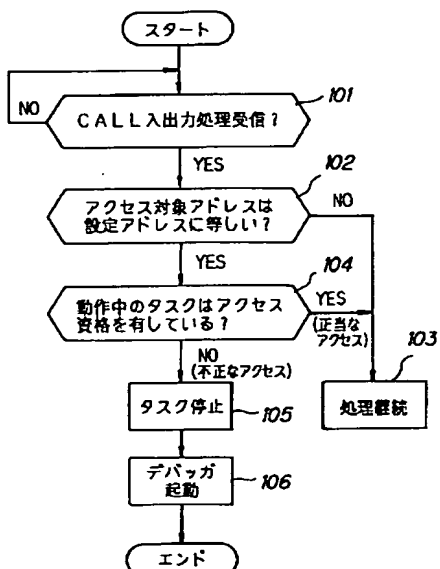 スタート
101
NO
CALL入出力処理受信?
YES
102
アクセス対象アドレスは
設定アドレスに等しい?
NO
YES
104
動作中のタスクはアクセス
資格を有している?
YES
(正当な
アクセス)
103
NO
(不正なアクセス)
タスク停止
105
処理継続
デバッガ
起動
106
エンド